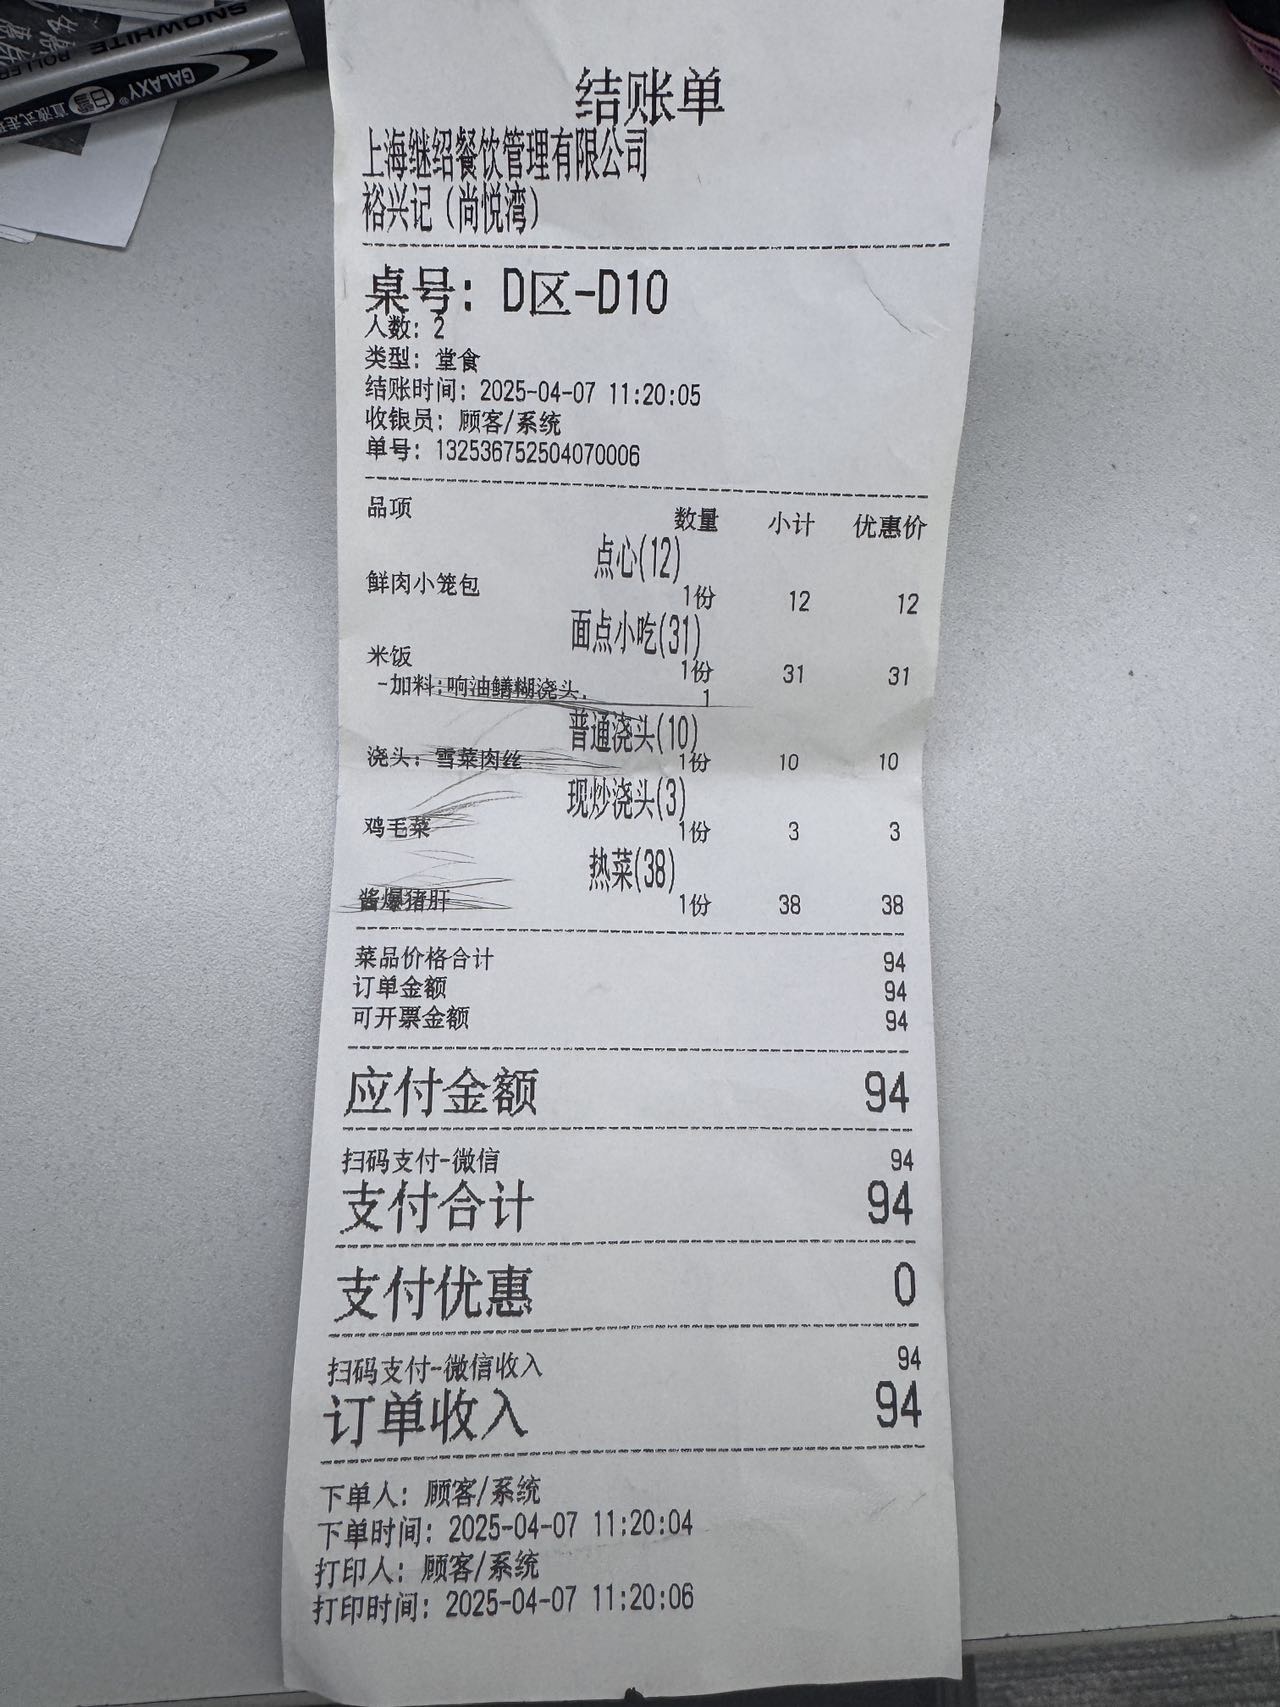 SNOWHITE
ROLLER
GALAXY®
直液式走珠
结账单
上海继绍餐饮管理有限公司
裕兴记（尚悦湾）
桌号: D区-D10
人数: 2
类型: 堂食
结账时间: 2025-04-07 11:20:05
收银员: 顾客/系统
单号: 132536752504070006
品项 数量 小计 优惠价
点心(12)
鲜肉小笼包 1份 12 12
面点小吃(31)
米饭 1份 31 31
-加料:响油鳝糊浇头. 1
普通浇头(10)
浇头: 雪菜肉丝 1份 10 10
现炒浇头(3)
鸡毛菜 1份 3 3
热菜(38)
酱爆猪肝 1份 38 38
菜品价格合计 94
订单金额 94
可开票金额 94
应付金额 94
扫码支付-微信 94
支付合计 94
支付优惠 0
扫码支付-微信收入 94
订单收入 94
下单人: 顾客/系统
下单时间: 2025-04-07 11:20:04
打印人: 顾客/系统
打印时间: 2025-04-07 11:20:06